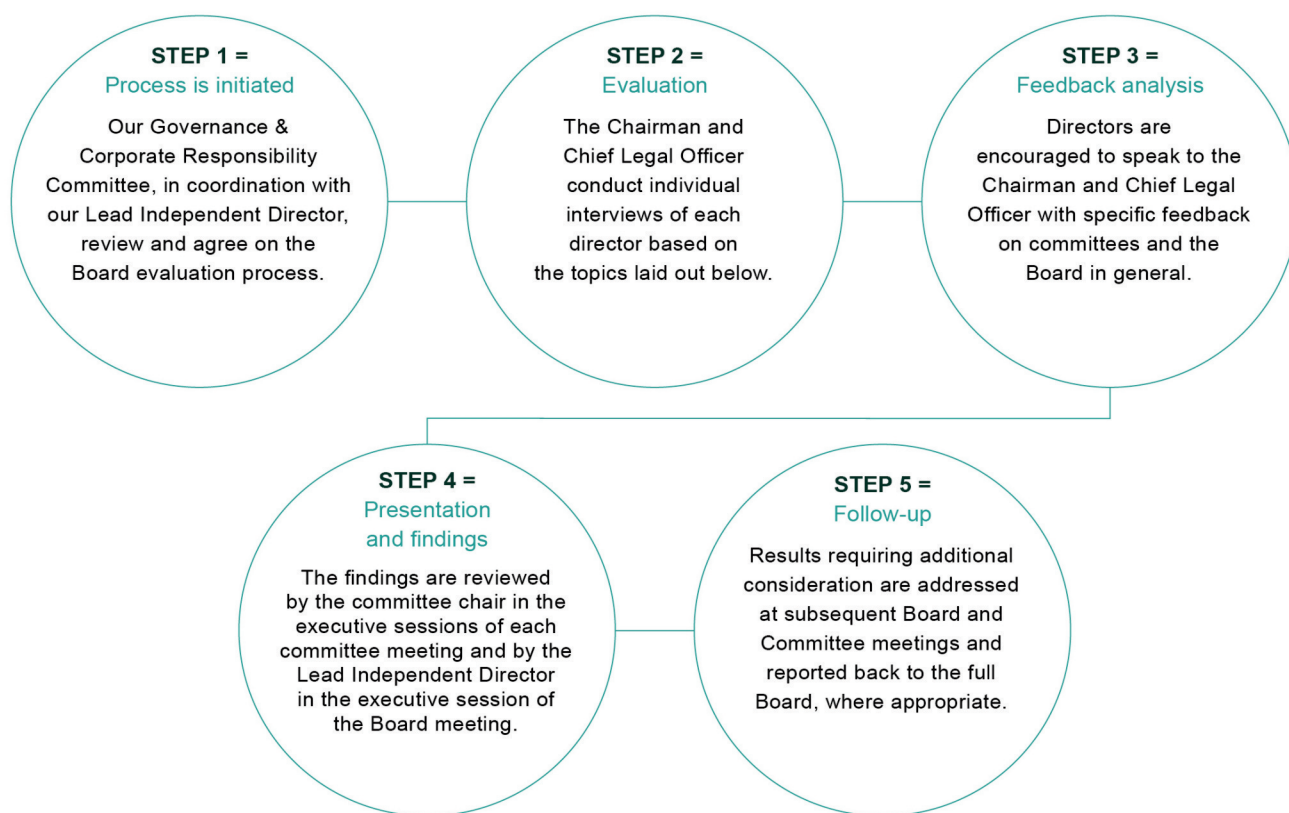 STEP 1 =
Process is initiated
Our Governance &
Corporate Responsibility
Committee, in coordination with
our Lead Independent Director,
review and agree on the
Board evaluation process.
STEP 2 =
Evaluation
The Chairman and
Chief Legal Officer
conduct individual
interviews of each
director based on
the topics laid out below.
STEP 3 =
Feedback analysis
Directors are
encouraged to speak to the
Chairman and Chief Legal
Officer with specific feedback
on committees and the
Board in general.
STEP 4 =
Presentation
and findings
The findings are reviewed
by the committee chair in the
executive sessions of each
committee meeting and by the
Lead Independent Director
in the executive session of
the Board meeting.
STEP 5 =
Follow-up
Results requiring additional
consideration are addressed
at subsequent Board and
Committee meetings and
reported back to the full
Board, where appropriate.